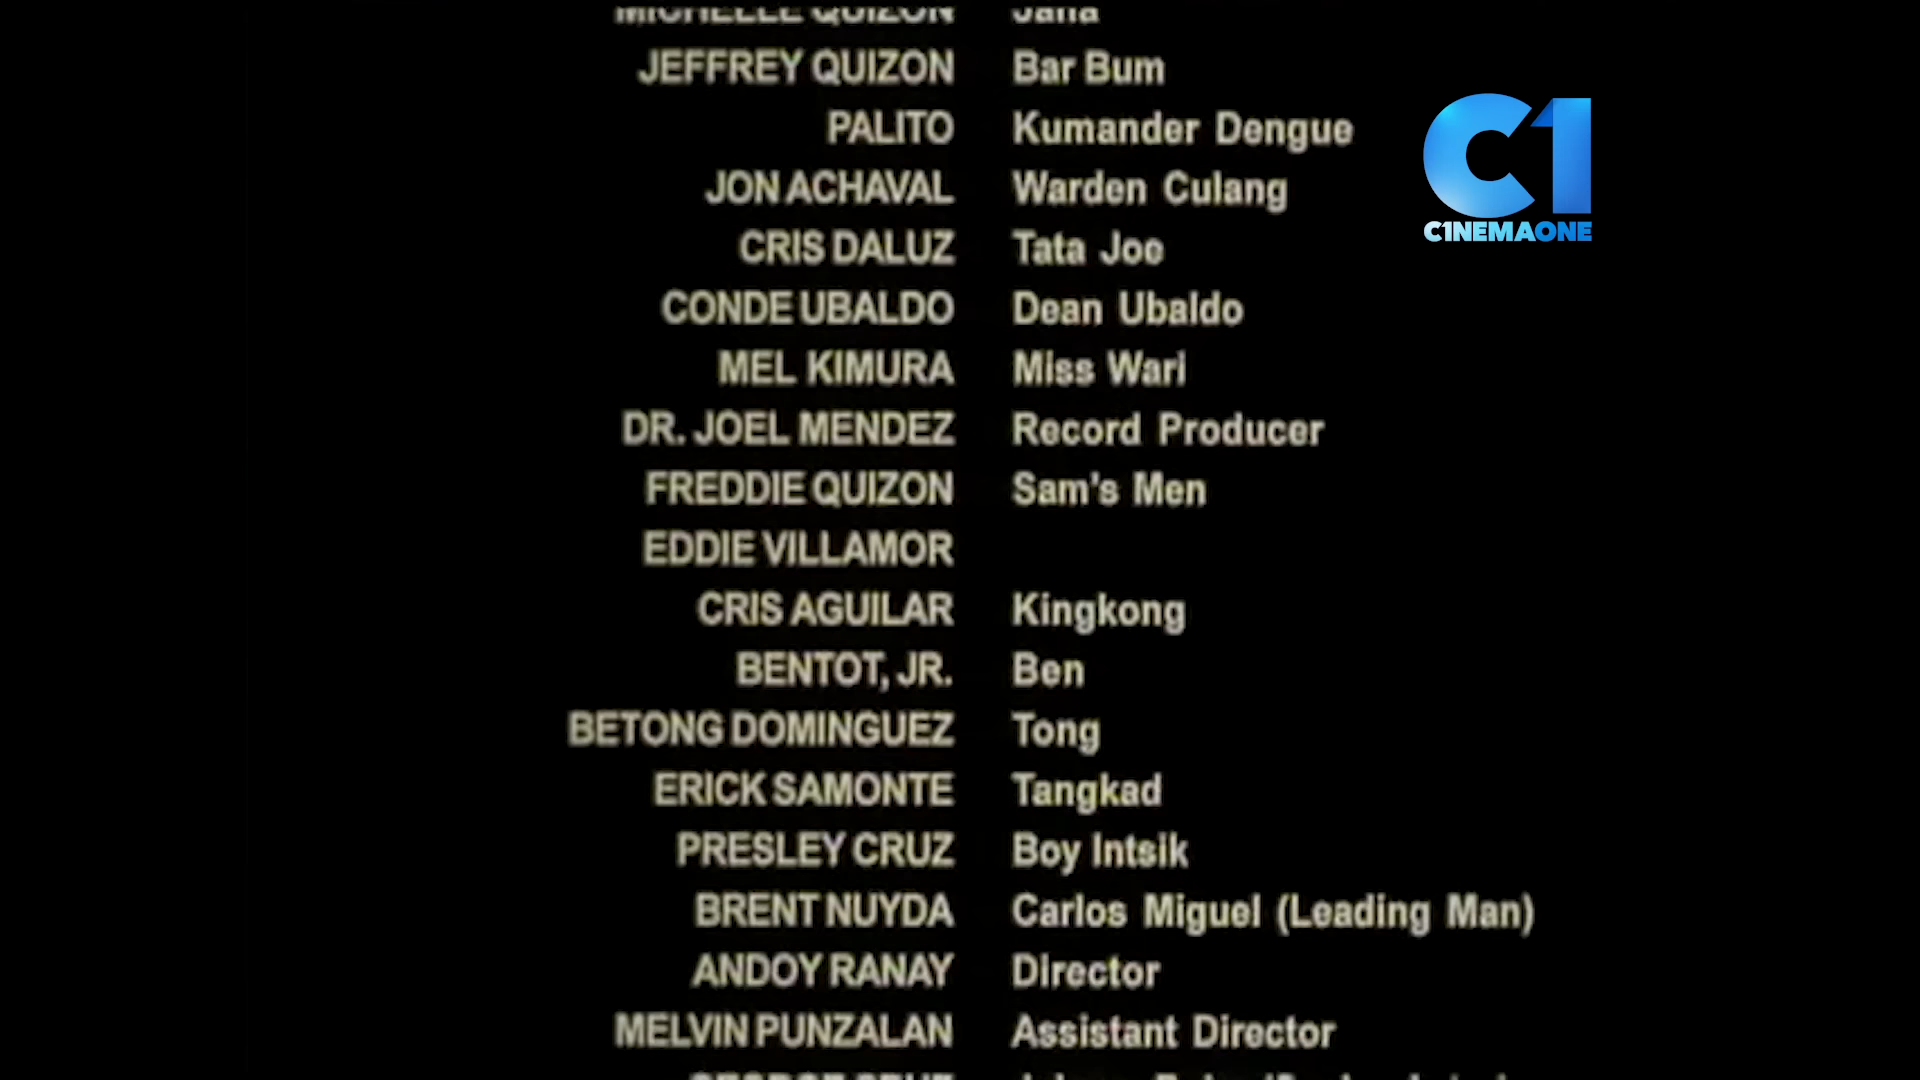 MICHELLE QUIZON Jana
JEFFREY QUIZON Bar Bum
PALITO Kumander Dengue
JON ACHAVAL Warden Culang
CRIS DALUZ Tata Joe
CONDE UBALDO Dean Ubaldo
MEL KIMURA Miss Wari
DR. JOEL MENDEZ Record Producer
FREDDIE QUIZON Sam's Men
EDDIE VILLAMOR
CRIS AGUILAR Kingkong
BENTOT, JR. Ben
BETONG DOMINGUEZ Tong
ERICK SAMONTE Tangkad
PRESLEY CRUZ Boy Intsik
BRENT NUYDA Carlos Miguel (Leading Man)
ANDOY RANAY Director
MELVIN PUNZALAN Assistant Director
C1
C1NEMAONE